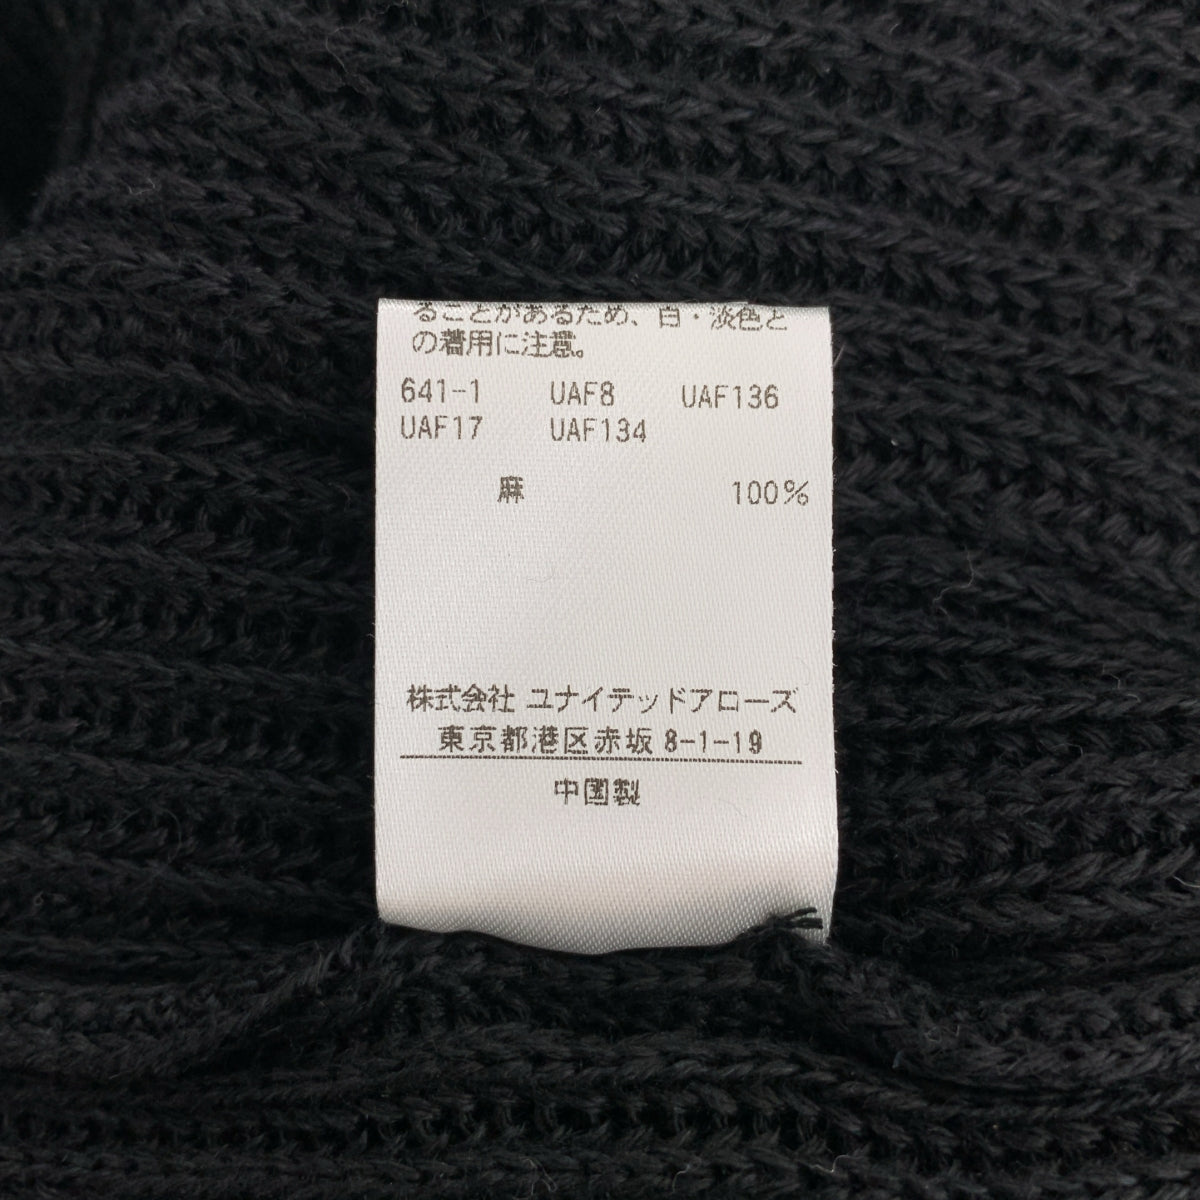 ることがあるため、白・淡色と
の着用に注意。
641-1 UAF8 UAF136
UAF17 UAF134
麻 100%
株式会社 ユナイテッドアローズ
東京都港区赤坂 8-1-19
中国製